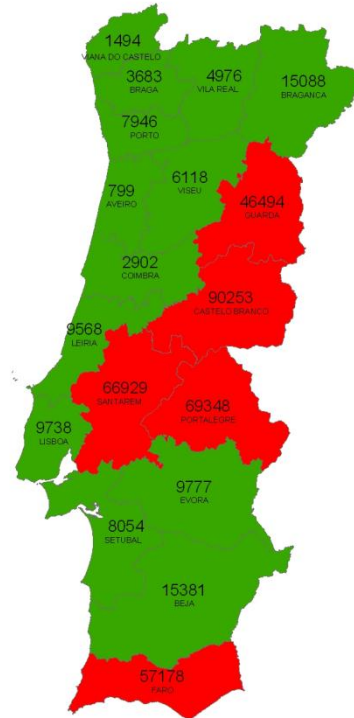 1494
VIANA DO CASTELO
3683
BRAGA
4976
VILA REAL
15088
BRAGANCA
7946
PORTO
6118
VISEU
799
AVEIRO
46494
GUARDA
2902
COIMBRA
90253
CASTELO BRANCO
9568
LEIRIA
66929
SANTAREM
69348
PORTALEGRE
9738
LISBOA
9777
EVORA
8054
SETUBAL
15381
BEJA
57178
FARO